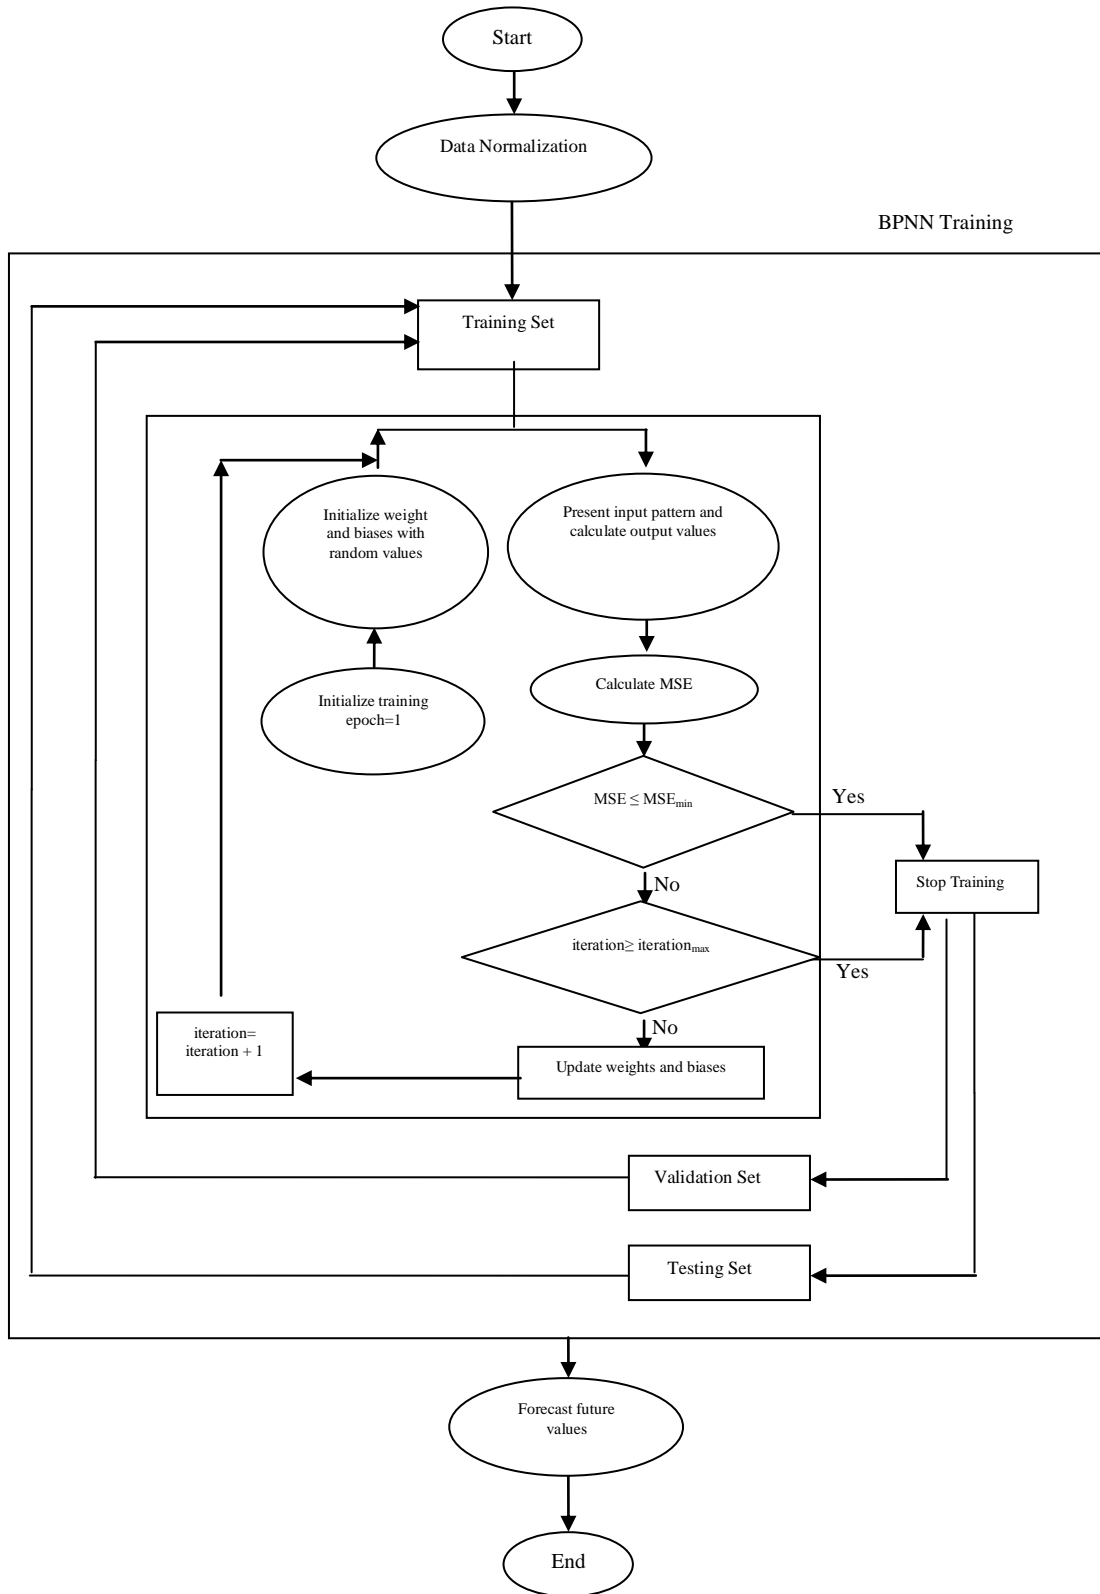 Start
Data Normalization
BPNN Training
Training Set
Initialize weight
and biases with
random values
Present input pattern and
calculate output values
Initialize training
epoch=1
Calculate MSE
MSE ≤ MSEmin
Yes
No
Stop Training
iteration≥ iterationmax
Yes
No
iteration=
iteration + 1
Update weights and biases
Validation Set
Testing Set
Forecast future
values
End